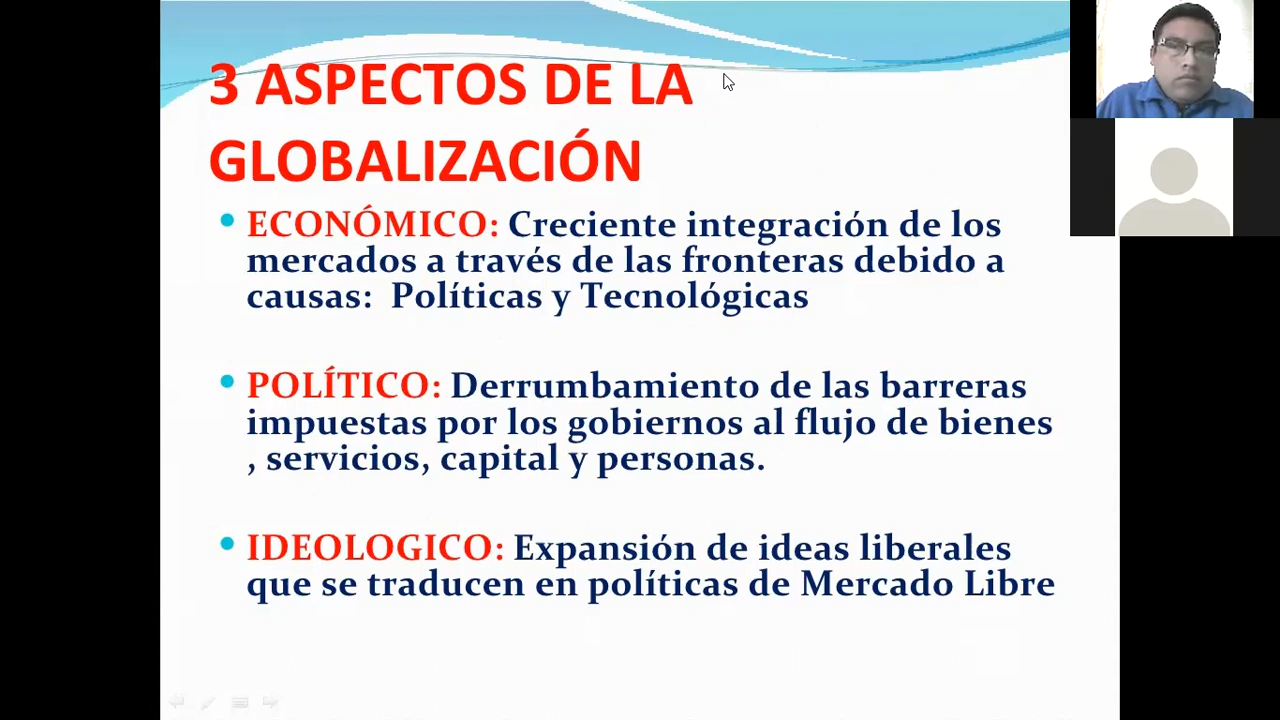 3 ASPECTOS DE LA
GLOBALIZACIÓN
• ECONÓMICO: Creciente integración de los
mercados a través de las fronteras debido a
causas:  Políticas y Tecnológicas
• POLÍTICO: Derrumbamiento de las barreras
impuestas por los gobiernos al flujo de bienes
, servicios, capital y personas.
• IDEOLOGICO: Expansión de ideas liberales
que se traducen en políticas de Mercado Libre